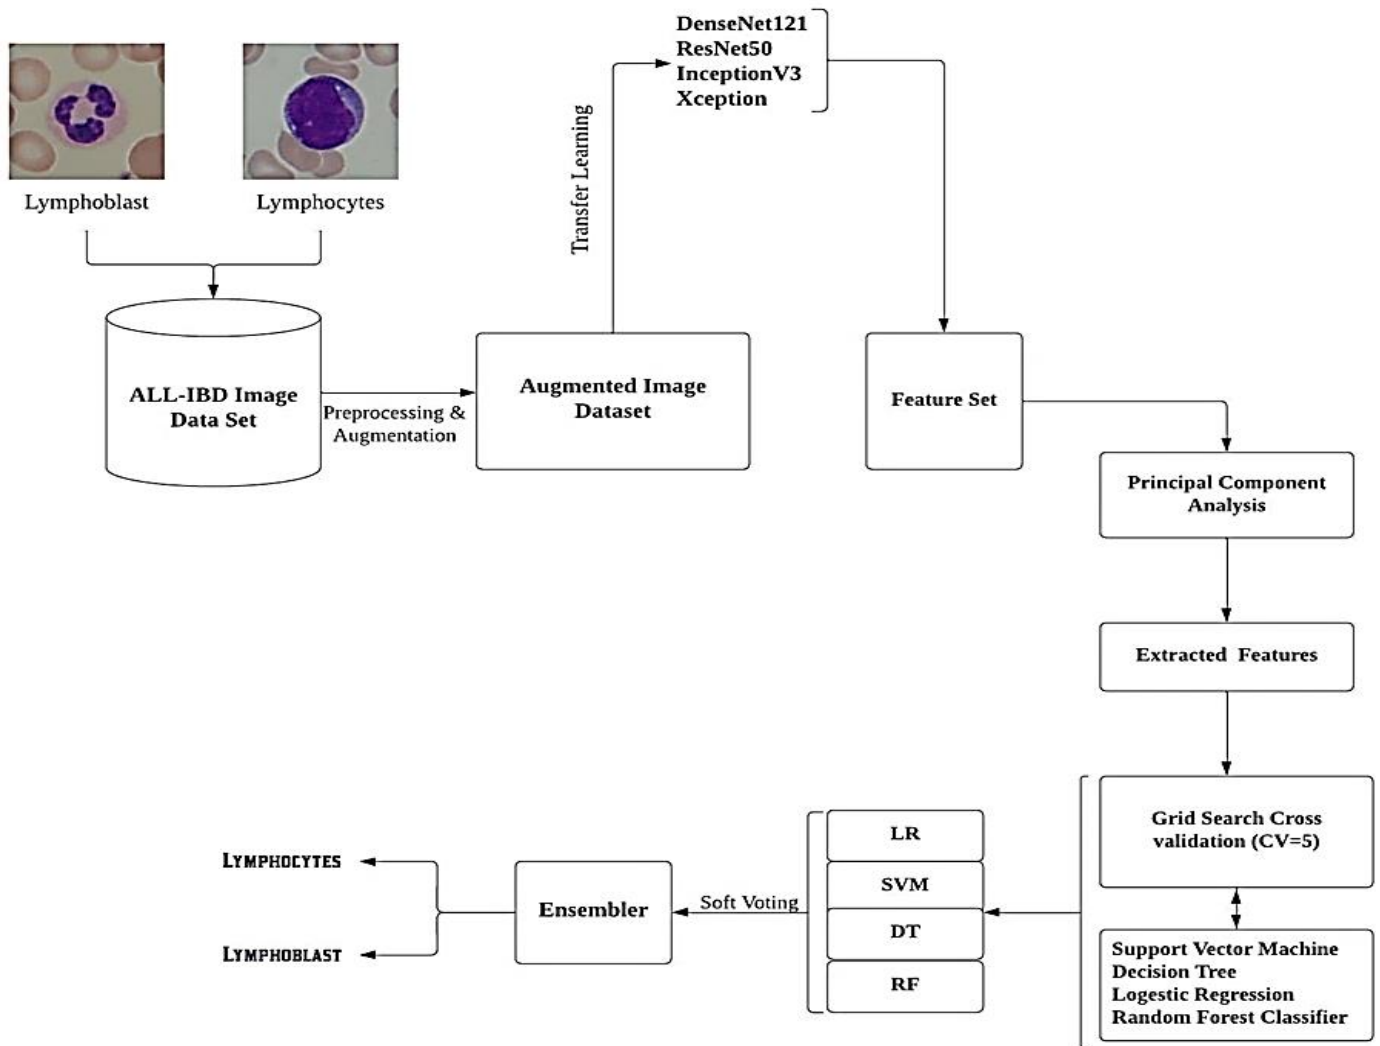 DenseNet121
ResNet50
InceptionV3
Xception
Transfer Learning
Lymphoblast
Lymphocytes
ALL-IBD Image
Data Set
Preprocessing &
Augmentation
Augmented Image
Dataset
Feature Set
Principal Component
Analysis
Extracted Features
Grid Search Cross
validation (CV=5)
Support Vector Machine
Decision Tree
Logestic Regression
Random Forest Classifier
LR
SVM
DT
RF
Soft Voting
Ensembler
LYMPHOCYTES
LYMPHOBLAST